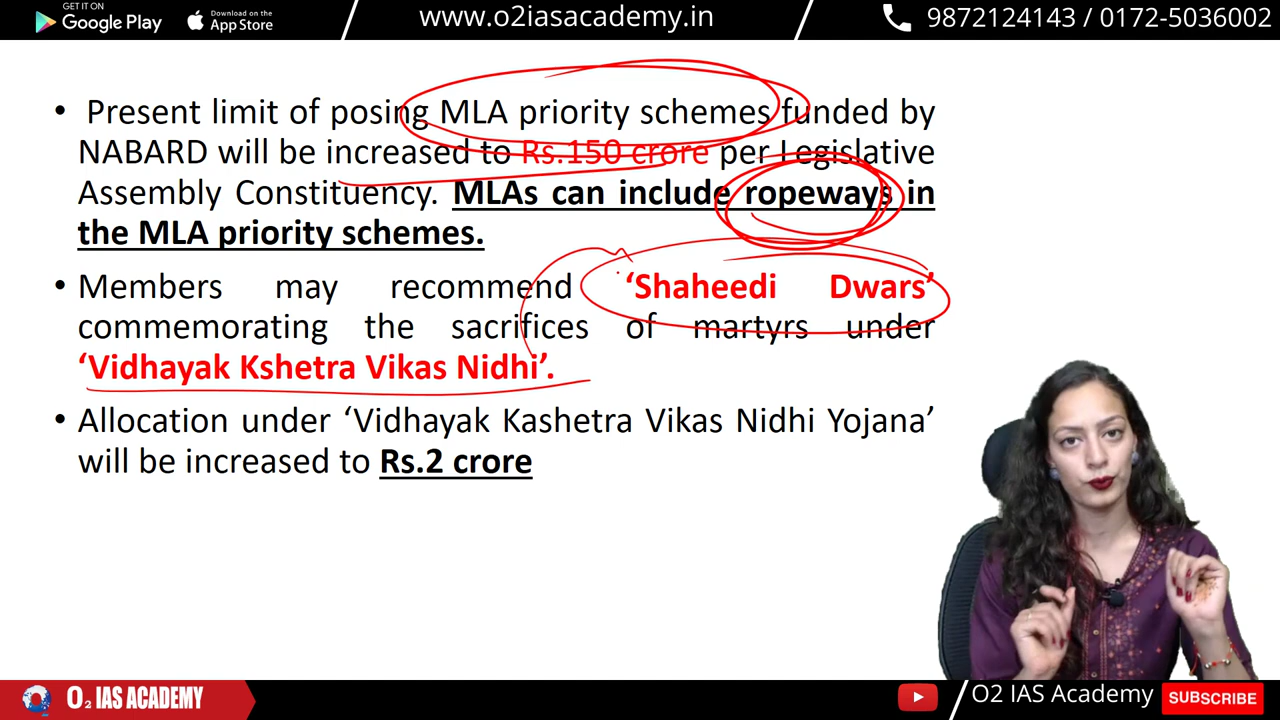 GET IT ON
Google Play
Download on the
App Store
www.o2iasacademy.in
9872124143 / 0172-5036002
• Present limit of posing MLA priority schemes funded by
NABARD will be increased to Rs.150 crore per Legislative
Assembly Constituency. MLAs can include ropeways in
the MLA priority schemes.
• Members may recommend ‘Shaheedi Dwars’
commemorating the sacrifices of martyrs under
‘Vidhayak Kshetra Vikas Nidhi’.
• Allocation under ‘Vidhayak Kashetra Vikas Nidhi Yojana’
will be increased to Rs.2 crore
O₂ IAS ACADEMY
O2 IAS Academy
SUBSCRIBE